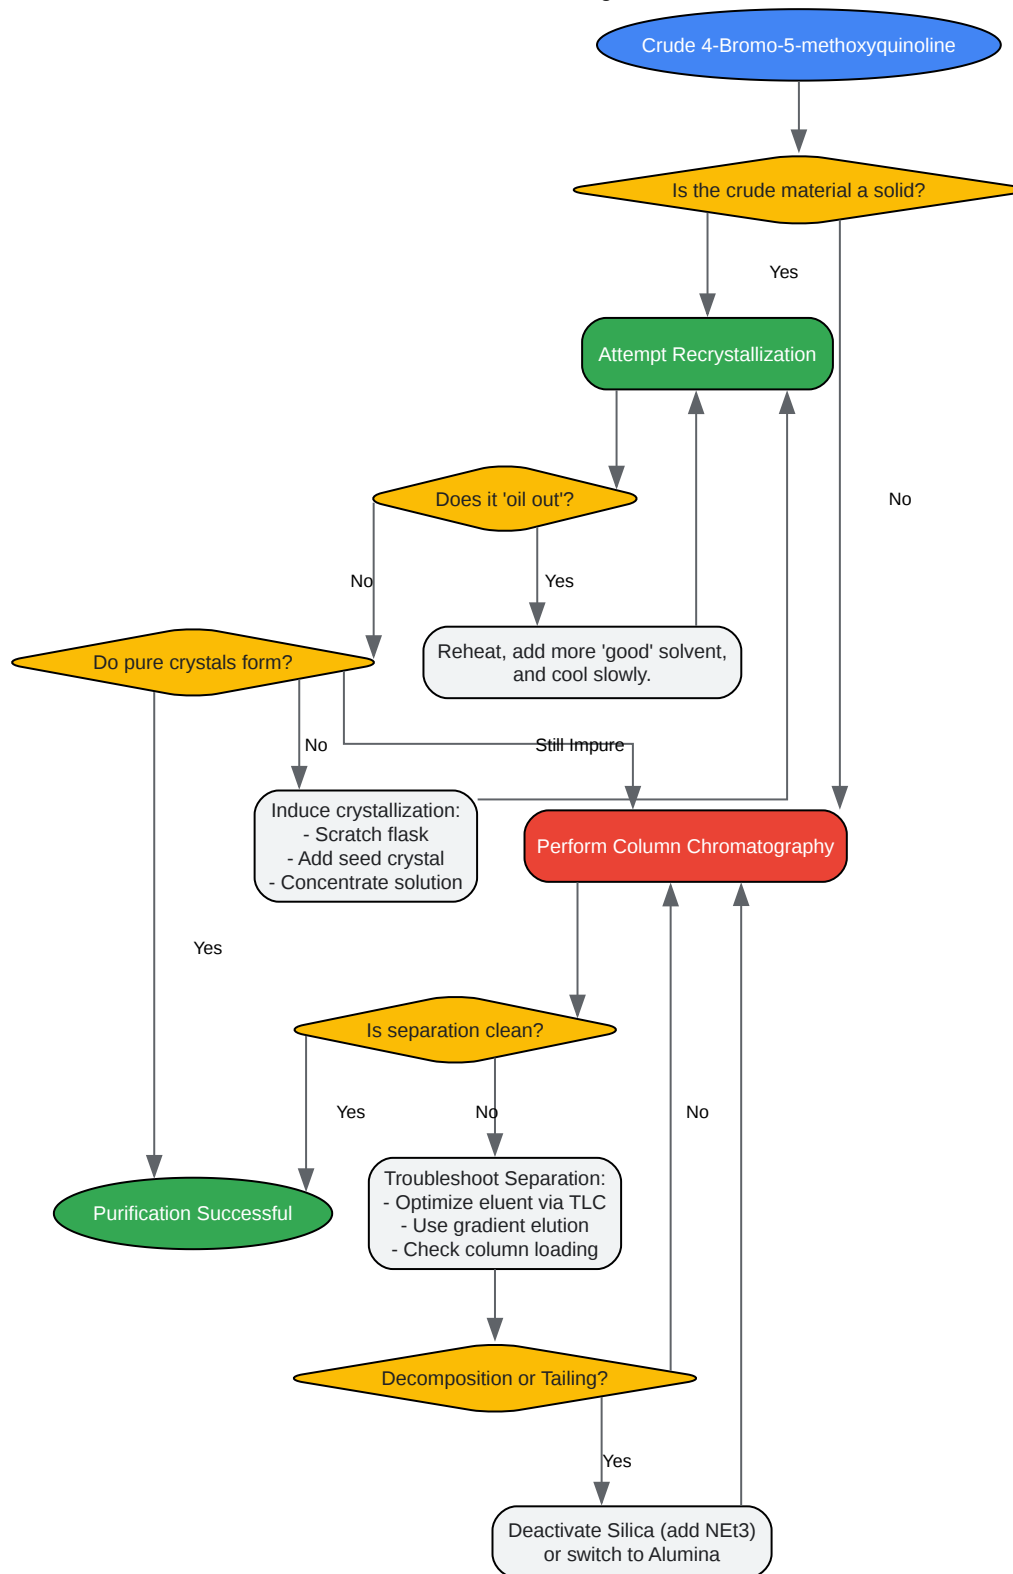 Crude 4-Bromo-5-methoxyquinoline
Is the crude material a solid?
Yes
Attempt Recrystallization
Does it 'oil out'?
No
No
Yes
Reheat, add more 'good' solvent,
and cool slowly.
Do pure crystals form?
No
Still Impure
Induce crystallization:
- Scratch flask
- Add seed crystal
- Concentrate solution
Perform Column Chromatography
Yes
Is separation clean?
Yes
No
No
Troubleshoot Separation:
- Optimize eluent via TLC
- Use gradient elution
- Check column loading
Purification Successful
Decomposition or Tailing?
Yes
Deactivate Silica (add NEt3)
or switch to Alumina